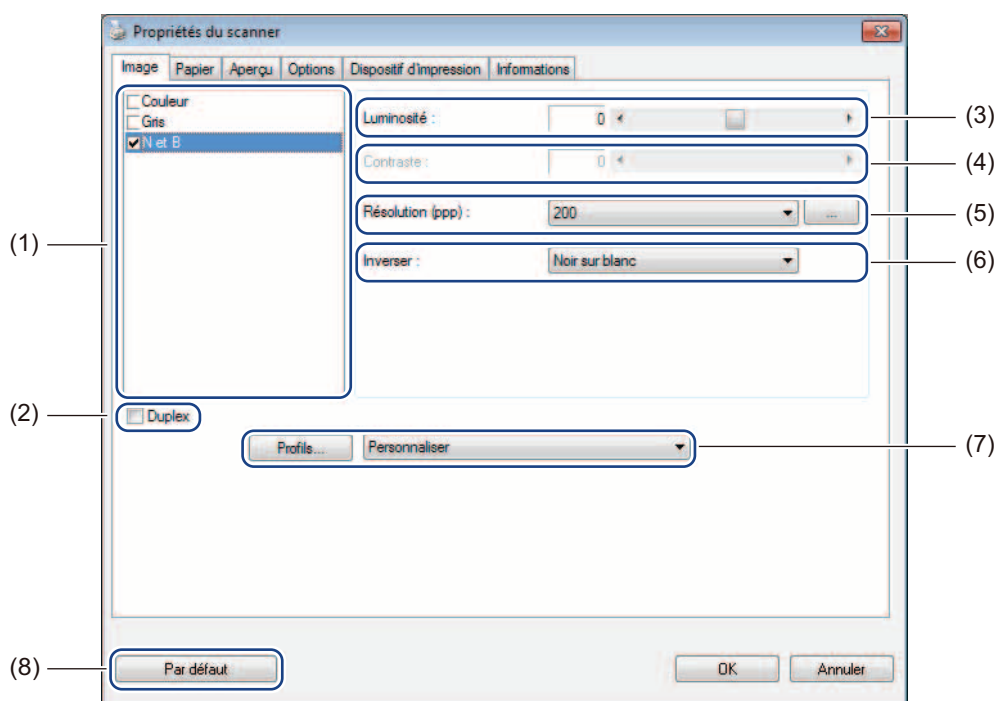 Propriétés du scanner
Image Papier Aperçu Options Dispositif d'impression Informations
Couleur
Gris
N et B
Luminosité : 0
(3)
Contraste : 0
(4)
Résolution (ppp) : 200 ...
(5)
(1)
Inverser : Noir sur blanc
(6)
(2)
Duplex
Profils... Personnaliser
(7)
(8)
Par défaut OK Annuler